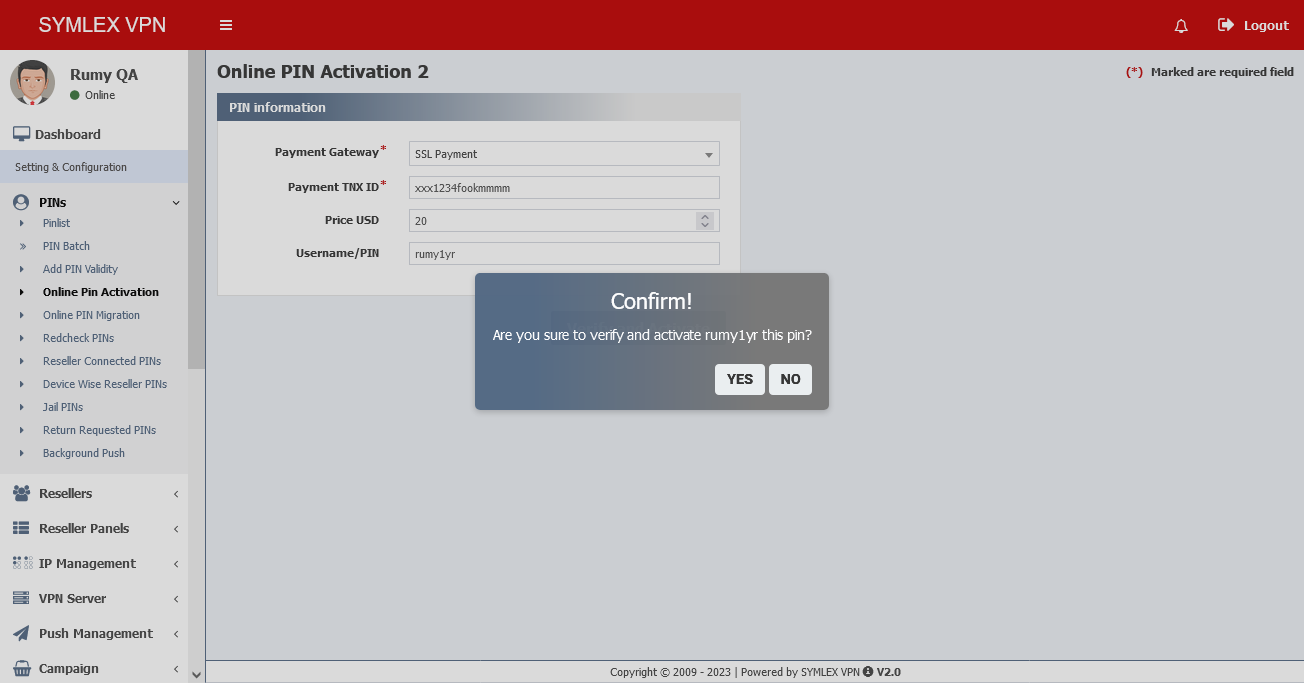 SYMLEX VPN
Logout
Rumy QA
Online
Dashboard
Setting & Configuration
PINs
Pinlist
PIN Batch
Add PIN Validity
Online Pin Activation
Online PIN Migration
Redcheck PINs
Reseller Connected PINs
Device Wise Reseller PINs
Jail PINs
Return Requested PINs
Background Push
Resellers
Reseller Panels
IP Management
VPN Server
Push Management
Campaign
Online PIN Activation 2
(*) Marked are required field
PIN information
Payment Gateway* SSL Payment
Payment TNX ID* xxx1234fookmmmm
Price USD 20
Username/PIN rumy1yr
Confirm!
Are you sure to verify and activate rumy1yr this pin?
YES NO
Copyright © 2009 - 2023 | Powered by SYMLEX VPN V2.0